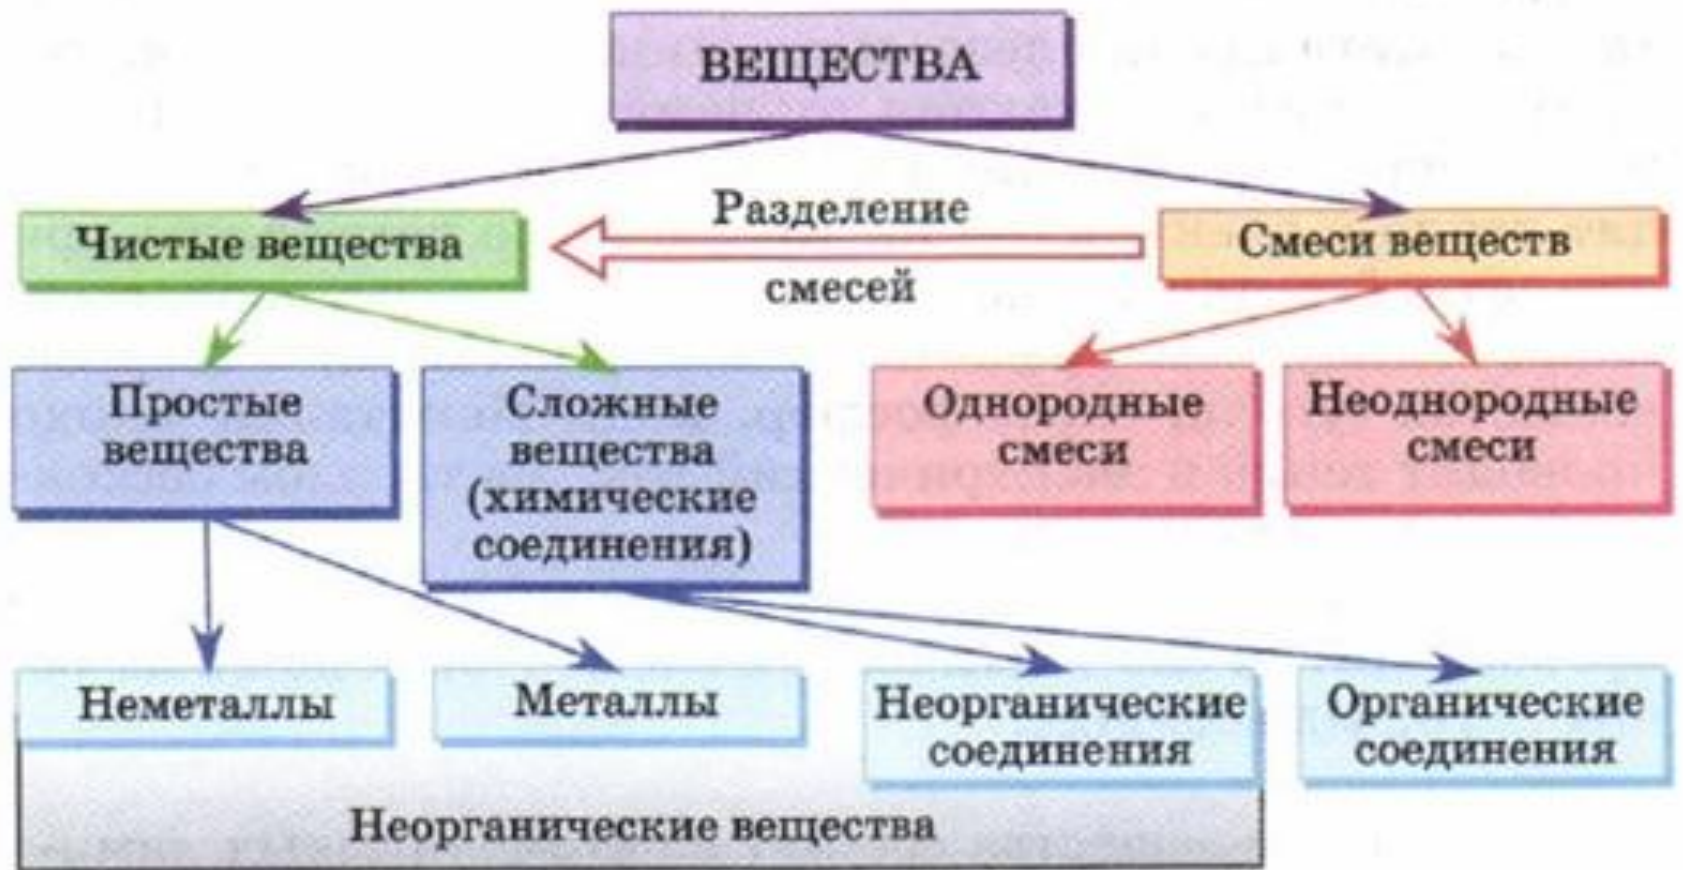 ВЕЩЕСТВА
Чистые вещества
Разделение
смесей
Смеси веществ
Простые
вещества
Сложные
вещества
(химические
соединения)
Однородные
смеси
Неоднородные
смеси
Неметаллы
Металлы
Неорганические
соединения
Органические
соединения
Неорганические вещества